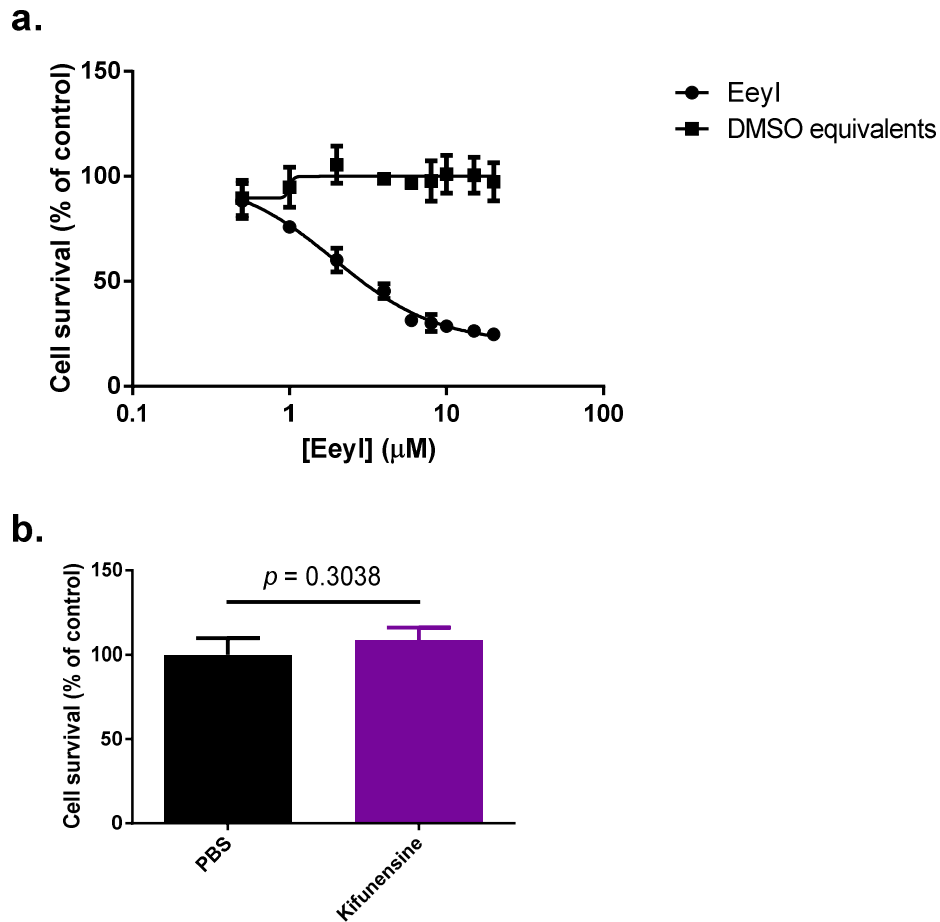 a.
Cell survival (% of control)
150
100
50
0
0.1
1
10
100
[EeyI] (μM)
EeyI
DMSO equivalents
b.
Cell survival (% of control)
150
100
50
0
p = 0.3038
PBS
Kifunensine